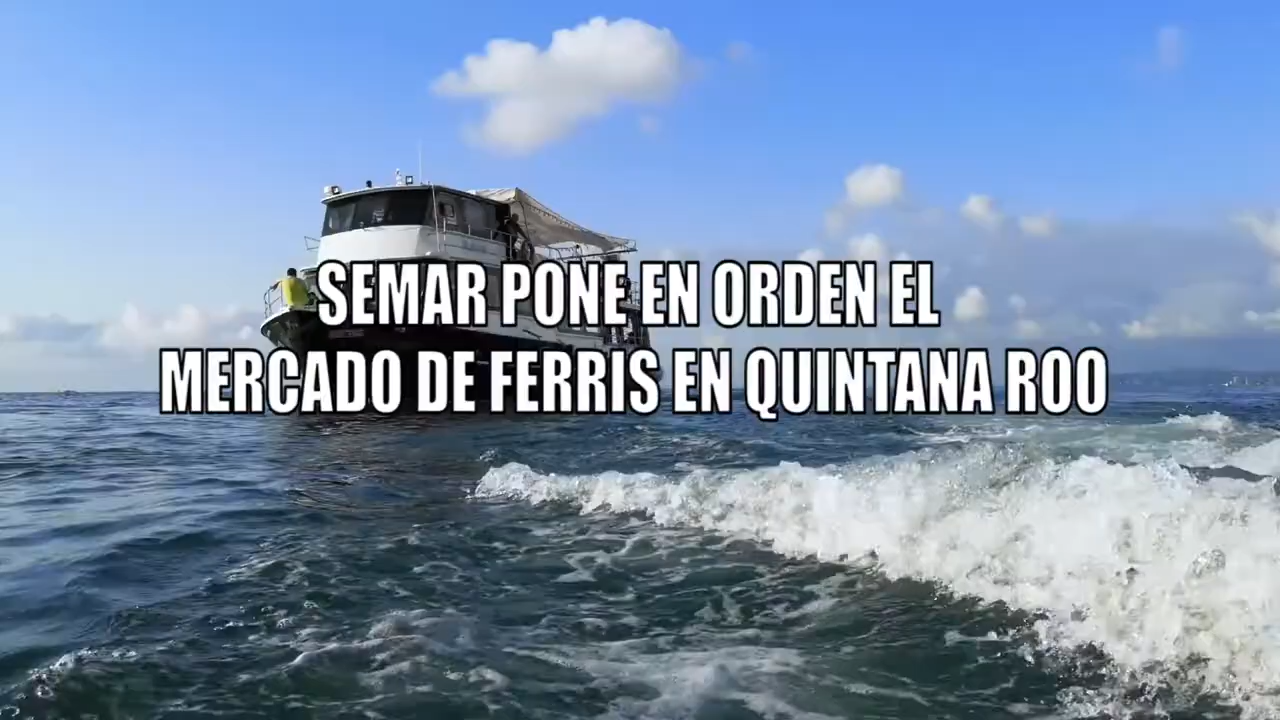 SEMAR PONE EN ORDEN EL
MERCADO DE FERRIS EN QUINTANA ROO